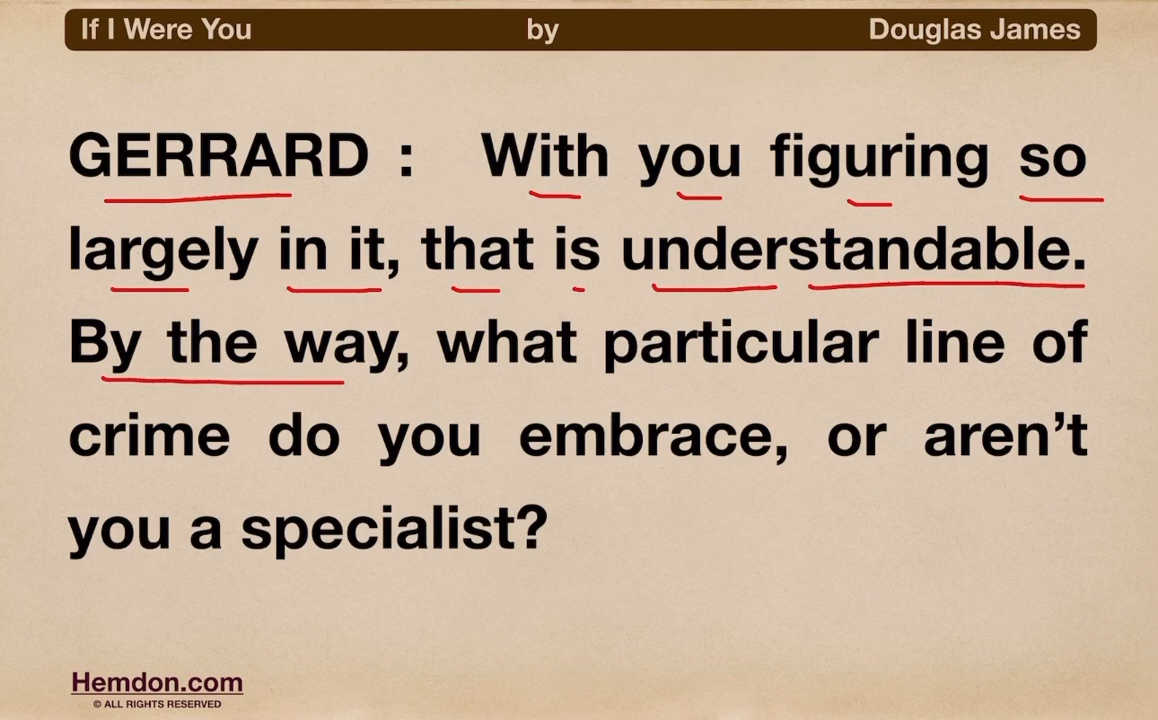 If I Were You by Douglas James
GERRARD : With you figuring so
largely in it, that is understandable.
By the way, what particular line of
crime do you embrace, or aren’t
you a specialist?
Hemdon.com
© ALL RIGHTS RESERVED